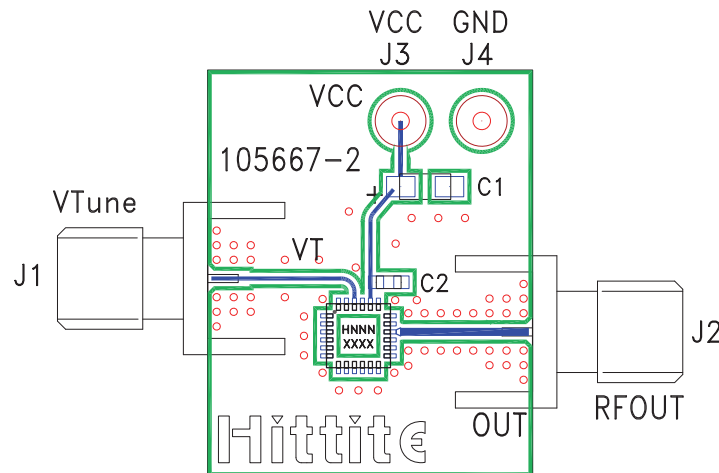 VCC GND
J3 J4
VCC
105667-2
VTune
C1
J1
VT
C2
HNNN
XXXX
J2
OUT
RFOUT
Hittite